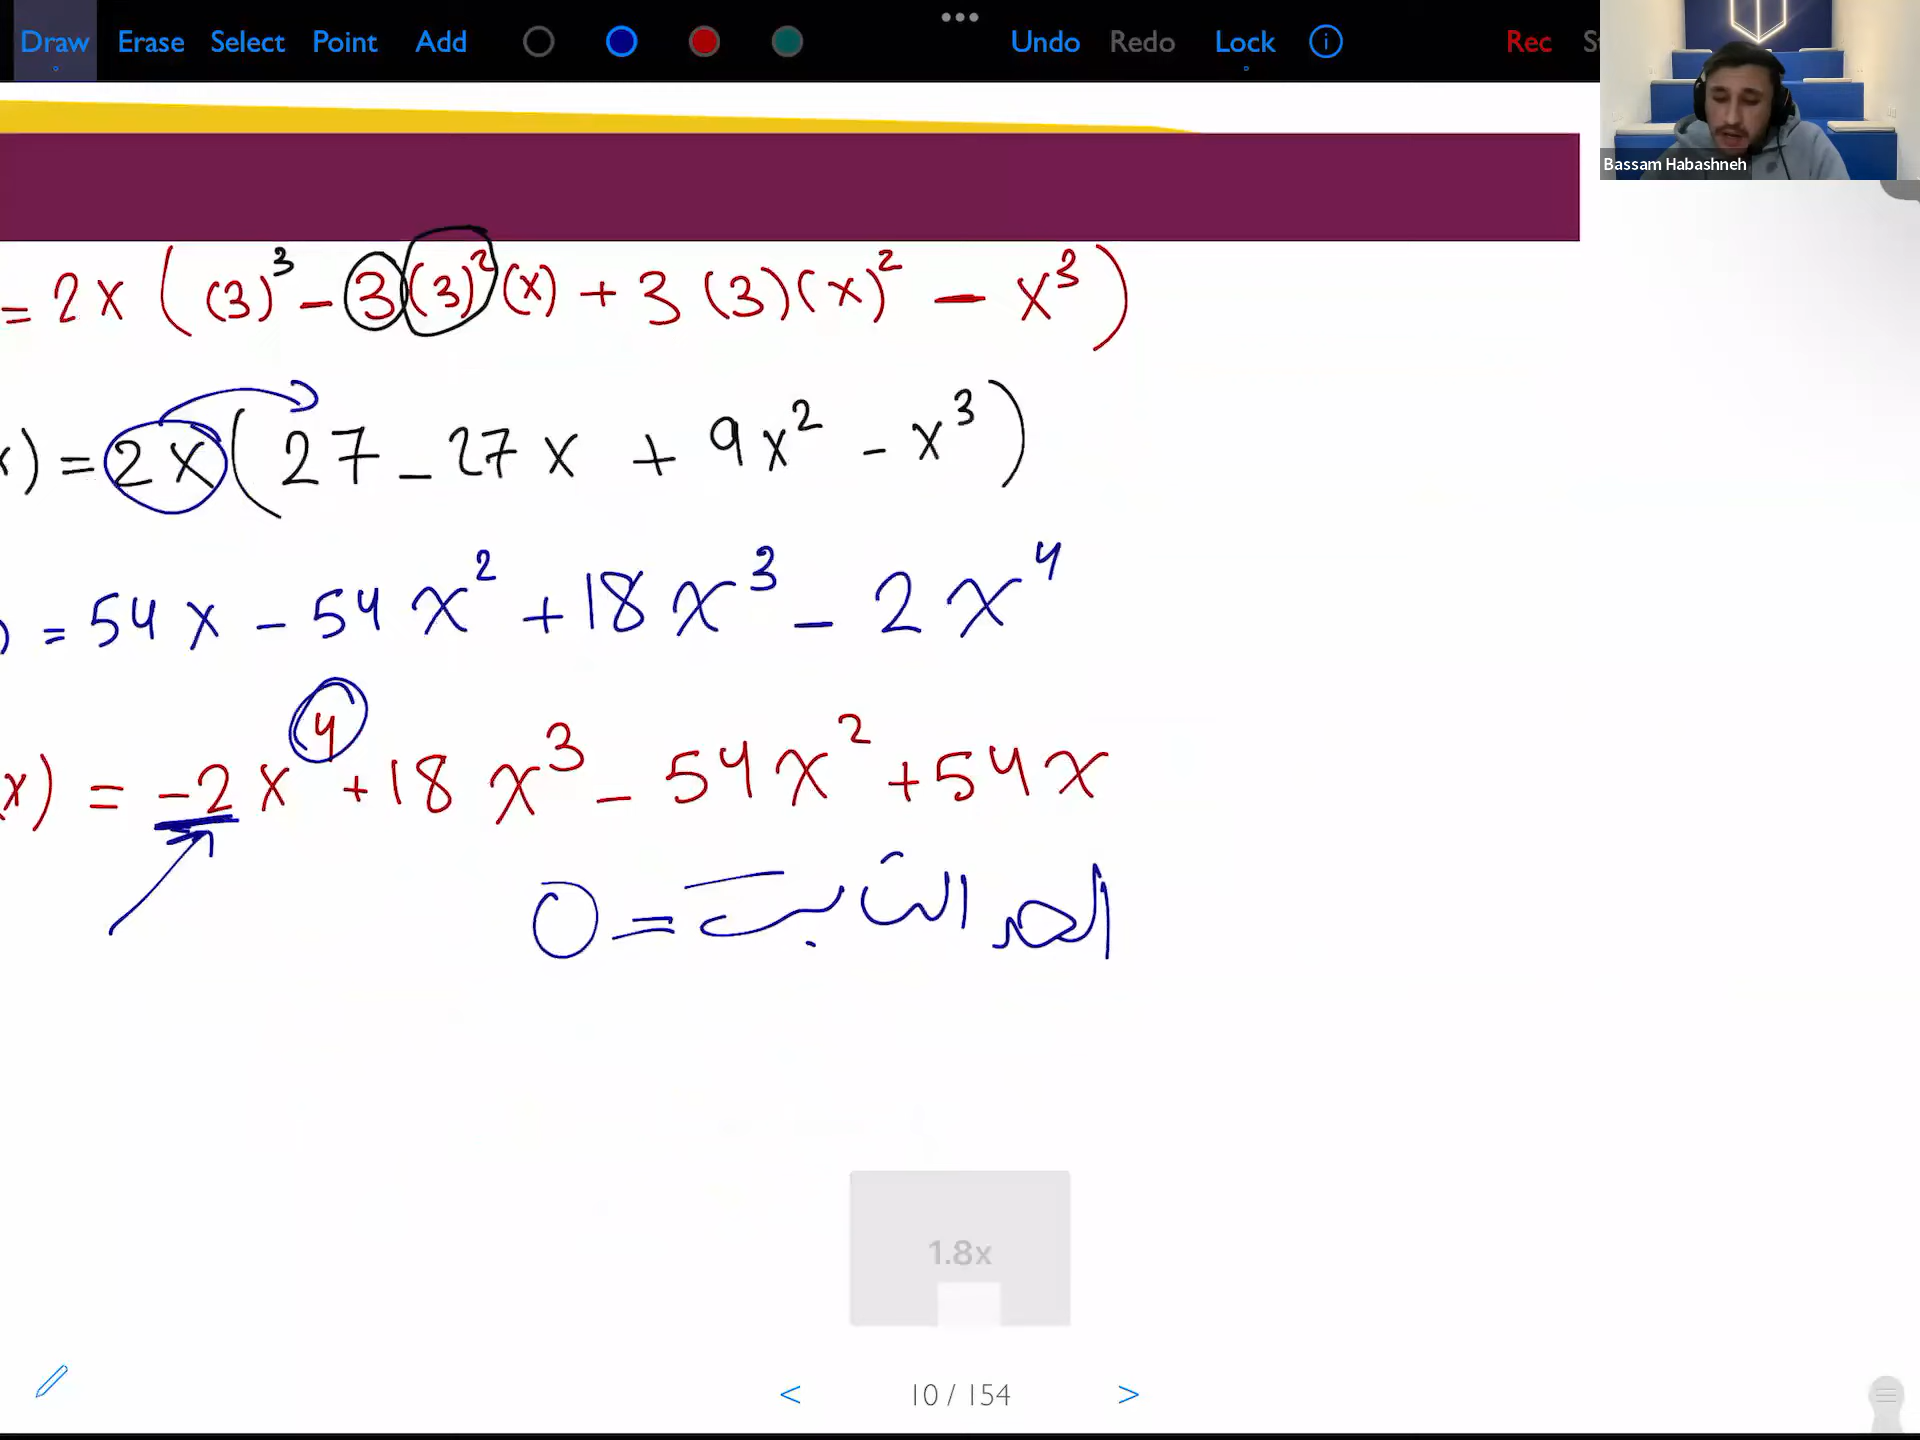 Draw Erase Select Point Add Undo Redo Lock Rec
Bassam Habashneh
= 2x ( (3)³ - 3 (3)² (x) + 3 (3) (x)² - x³ )
x) = 2x ( 27 - 27x + 9x² - x³ )
) = 54x - 54x² + 18x³ - 2x⁴
(x) = -2x⁴ + 18x³ - 54x² + 54x
الحد الثابت = 0
1.8x
< 10 / 154 >